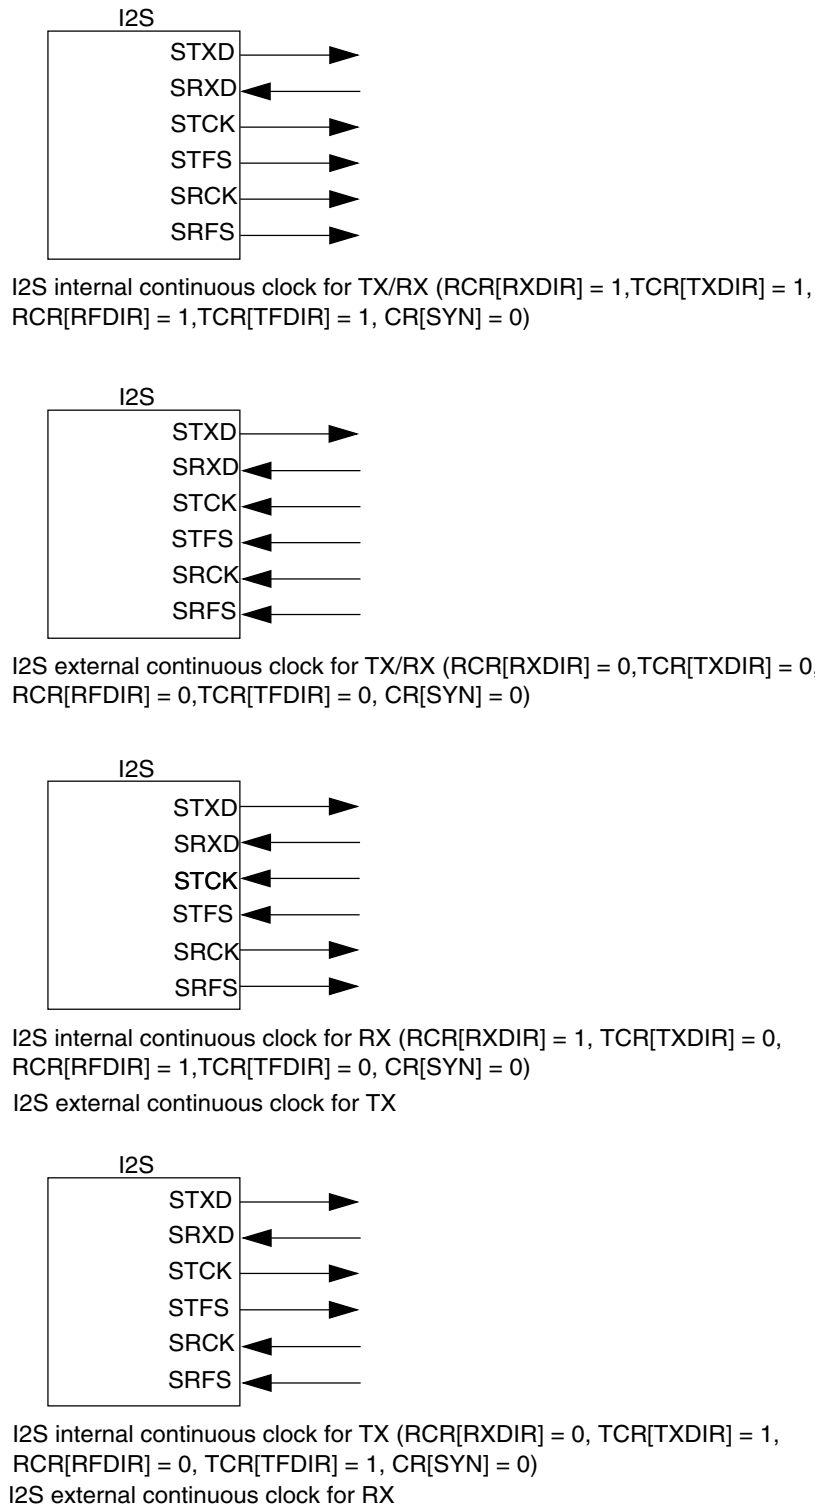 I2S
STXD
SRXD
STCK
STFS
SRCK
SRFS
I2S internal continuous clock for TX/RX (RCR[RXDIR] = 1,TCR[TXDIR] = 1,
RCR[RFDIR] = 1,TCR[TFDIR] = 1, CR[SYN] = 0)
I2S
STXD
SRXD
STCK
STFS
SRCK
SRFS
I2S external continuous clock for TX/RX (RCR[RXDIR] = 0,TCR[TXDIR] = 0,
RCR[RFDIR] = 0,TCR[TFDIR] = 0, CR[SYN] = 0)
I2S
STXD
SRXD
STCK
STFS
SRCK
SRFS
I2S internal continuous clock for RX (RCR[RXDIR] = 1, TCR[TXDIR] = 0,
RCR[RFDIR] = 1,TCR[TFDIR] = 0, CR[SYN] = 0)
I2S external continuous clock for TX
I2S
STXD
SRXD
STCK
STFS
SRCK
SRFS
I2S internal continuous clock for TX (RCR[RXDIR] = 0, TCR[TXDIR] = 1,
RCR[RFDIR] = 0, TCR[TFDIR] = 1, CR[SYN] = 0)
I2S external continuous clock for RX